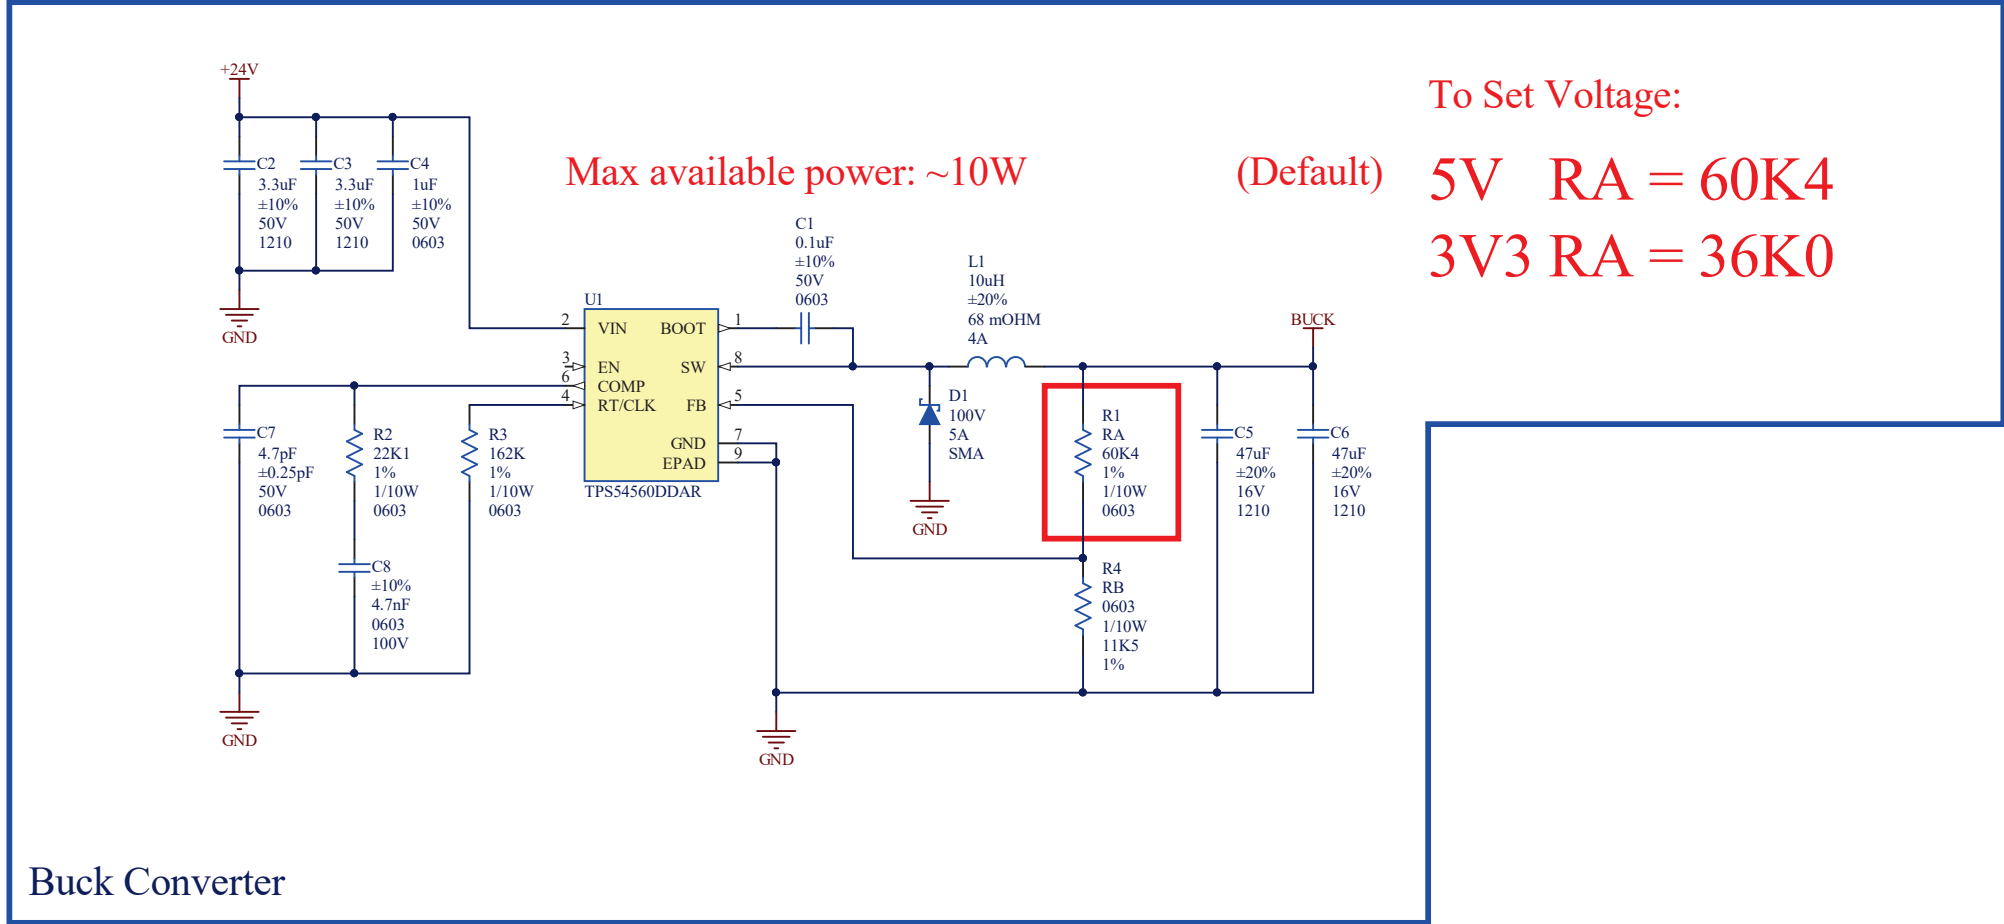 +24V
C2
3.3uF
±10%
50V
1210
C3
3.3uF
±10%
50V
1210
C4
1uF
±10%
50V
0603
GND
Max available power: ~10W
(Default)
To Set Voltage:
5V RA = 60K4
3V3 RA = 36K0
C1
0.1uF
±10%
50V
0603
L1
10uH
±20%
68 mOHM
4A
BUCK
U1
2 VIN
3 EN
6 COMP
4 RT/CLK
BOOT 1
SW 8
FB 5
GND 7
EPAD 9
TPS54560DDAR
D1
100V
5A
SMA
GND
R1
RA
60K4
1%
1/10W
0603
C5
47uF
±20%
16V
1210
C6
47uF
±20%
16V
1210
C7
4.7pF
±0.25pF
50V
0603
R2
22K1
1%
1/10W
0603
R3
162K
1%
1/10W
0603
C8
±10%
4.7nF
0603
100V
R4
RB
0603
1/10W
11K5
1%
GND
GND
Buck Converter